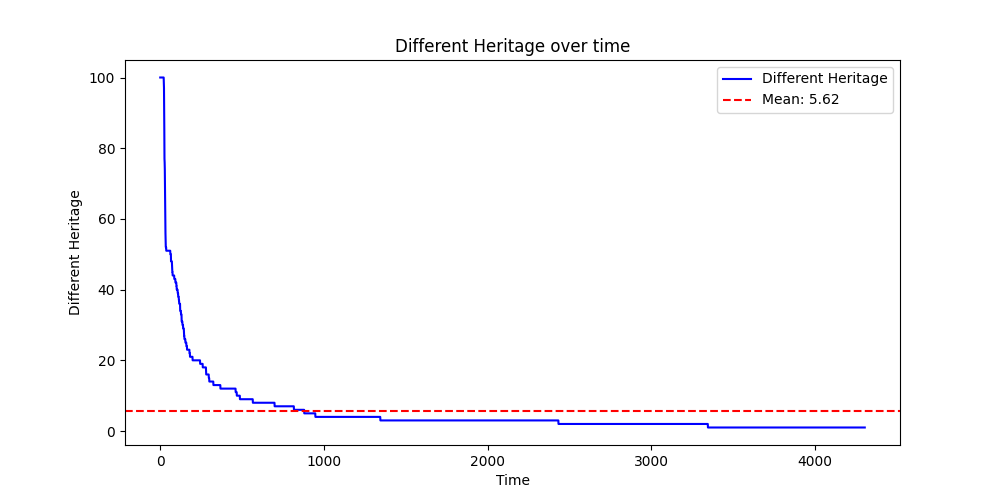 Different Heritage over time
Different Heritage
Mean: 5.62
100
80
60
40
20
0
Different Heritage
0 1000 2000 3000 4000
Time